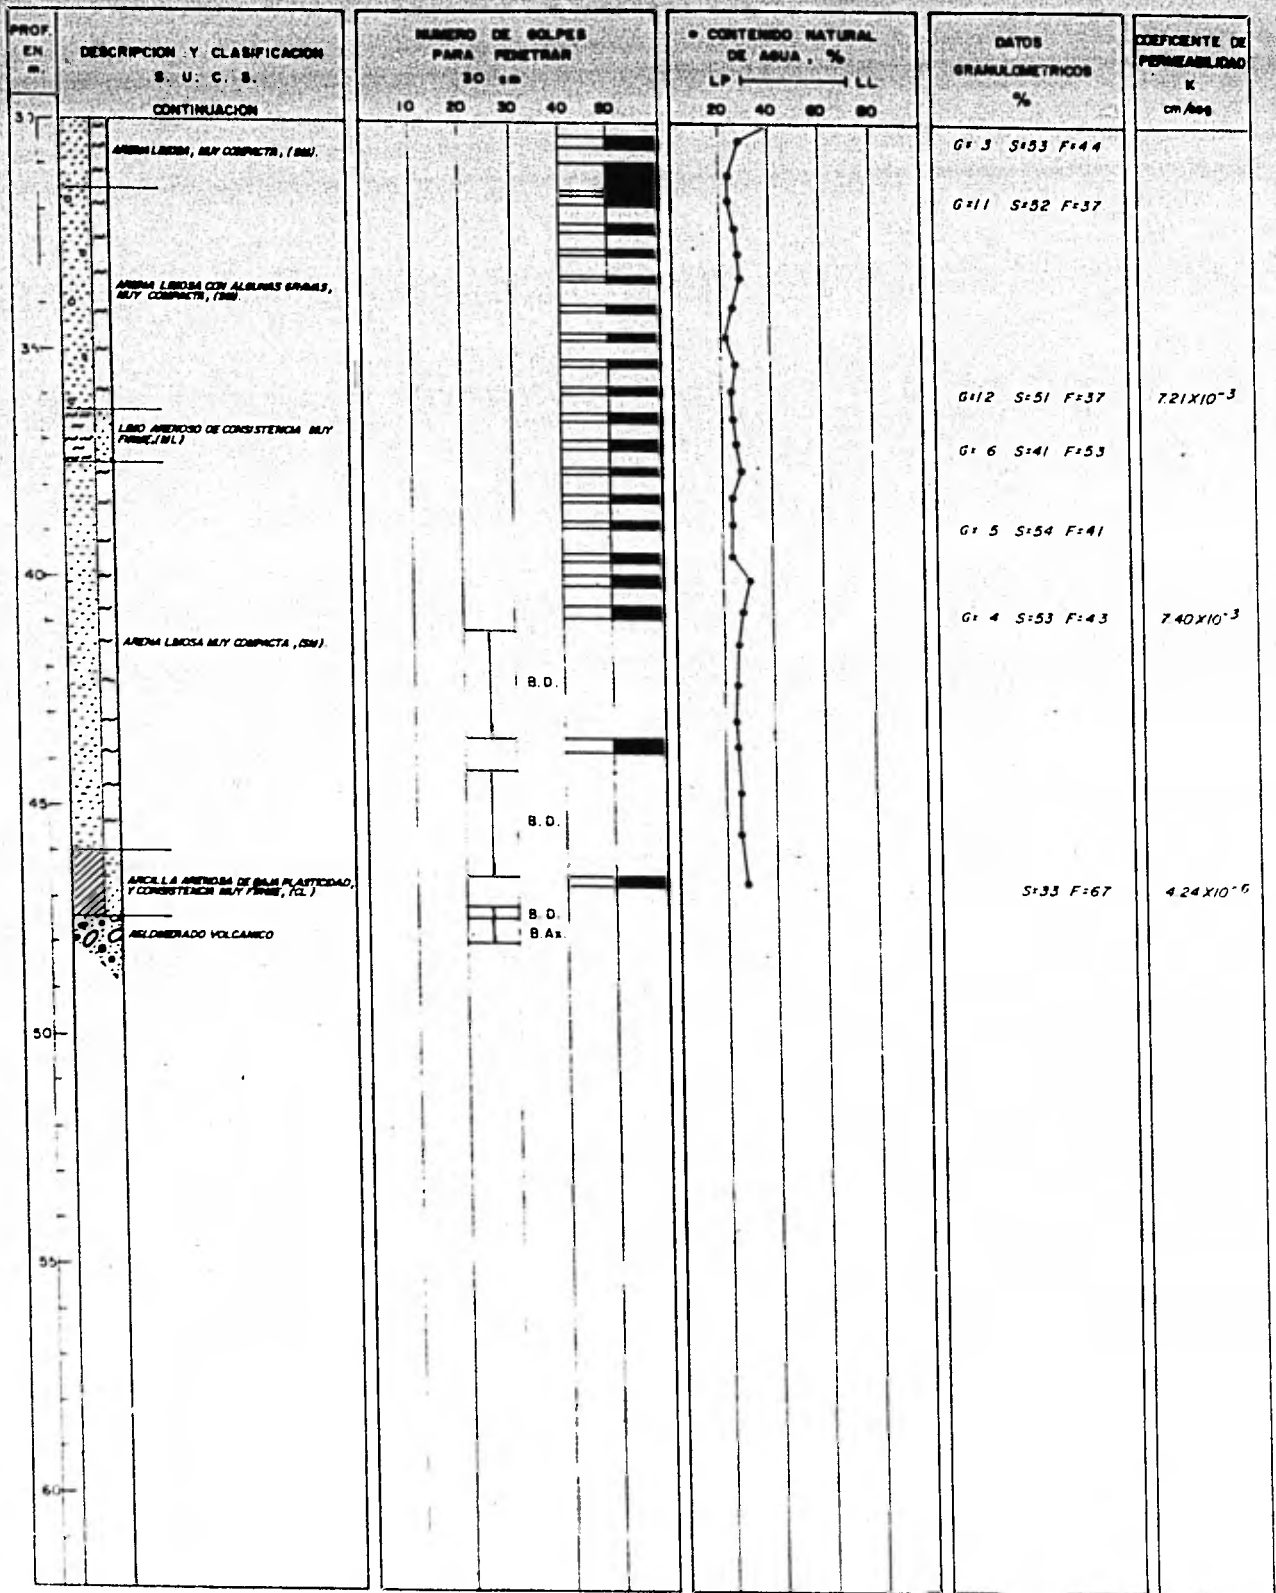 PROF.
EN
m.
DESCRIPCION Y CLASIFICACION
S. U. C. S.
CONTINUACION
NUMERO DE GOLPES
PARA PENETRAR
30 cm
10 20 30 40 50
• CONTENIDO NATURAL
DE AGUA, %
LP LL
20 40 60 80
DATOS
GRANULOMETRICOS
%
COEFICIENTE DE
PERMEABILIDAD
K
cm/seg
30
ARENA LIMOSA, MUY COMPACTA, (SM).
G= 3 S=53 F=44
G=11 S=52 F=37
ARENA LIMOSA CON ALGUNAS GRAVAS,
MUY COMPACTA, (SM).
35
G=12 S=51 F=37 7.21X10-3
LIMO ARENOSO DE CONSISTENCIA MUY
FIRME, (ML)
G= 6 S=41 F=53
G= 5 S=54 F=41
40
G= 4 S=53 F=43 7.40X10-3
ARENA LIMOSA MUY COMPACTA, (SM).
B.D.
45
B.D.
ARCILLA ARENOSA DE BAJA PLASTICIDAD,
Y CONSISTENCIA MUY FIRME, (CL)
S=33 F=67 4.24X10-6
B.D.
B.Ax.
AGLOMERADO VOLCANICO
50
55
60